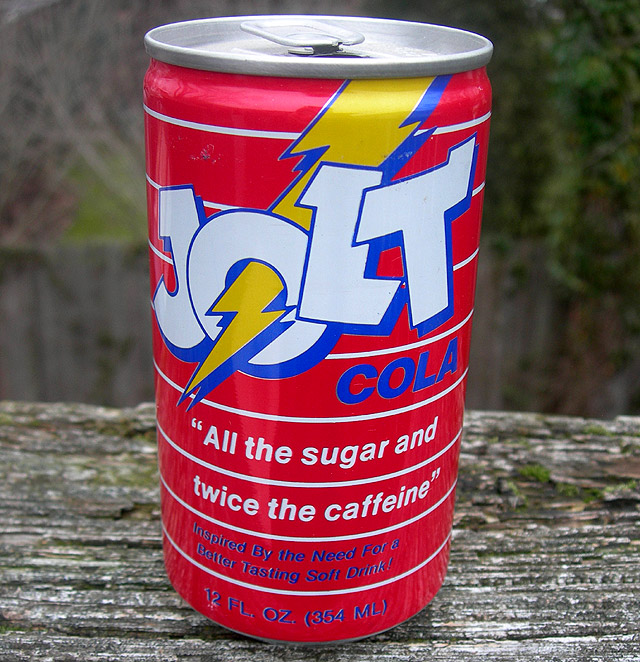 JOLT
COLA
“All the sugar and
twice the caffeine”
Inspired By the Need For a
Better Tasting Soft Drink!
12 FL. OZ. (354 ML)